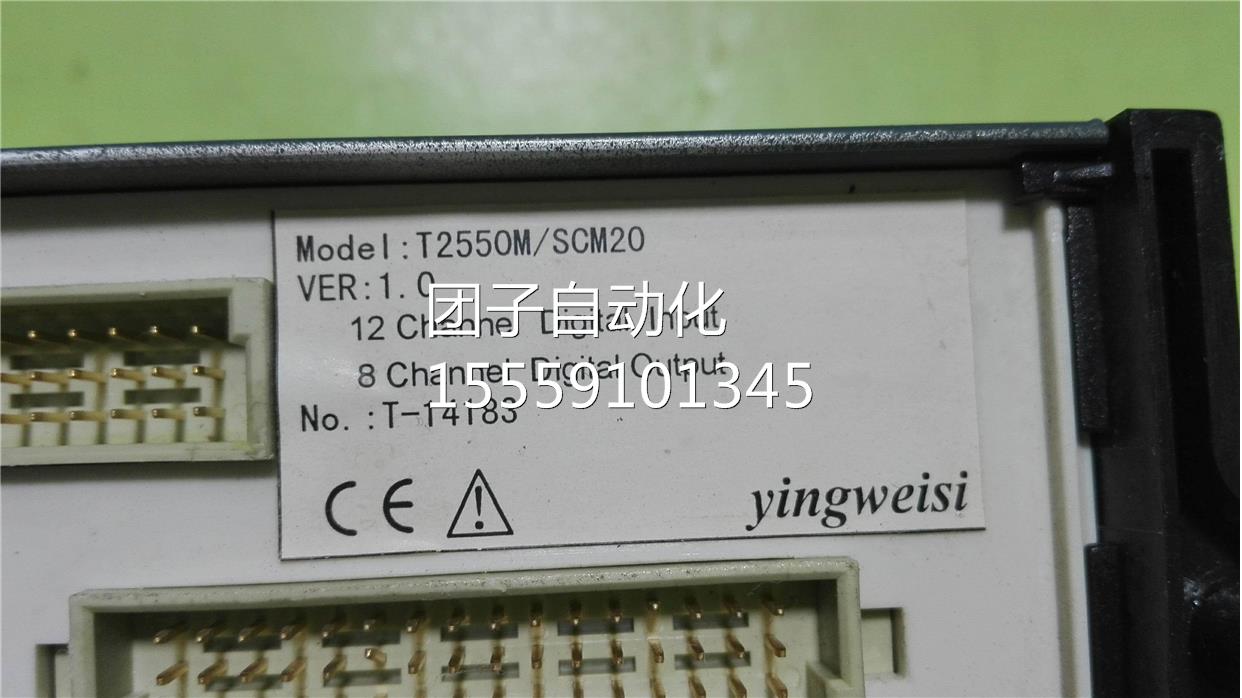 Model:T2550M/SCM20
VER:1.0
团子自动化
12 Channel Digital Input
8 Channel Digital Output
15559101345
No. :T-14183
CE
yingweisi